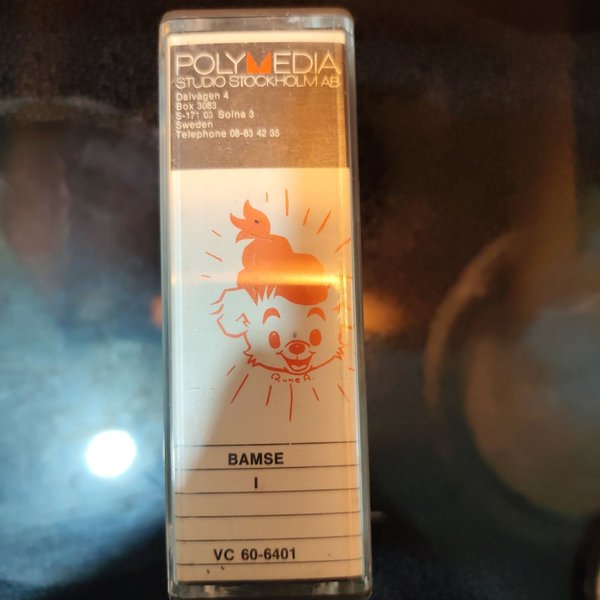 POLYMEDIA
STUDIO STOCKHOLM AB
Dalvägen 4
Box 3083
S-171 03 Solna 3
Sweden
Telephone 08-83 42 35
Rune A.
BAMSE
I
VC 60-6401